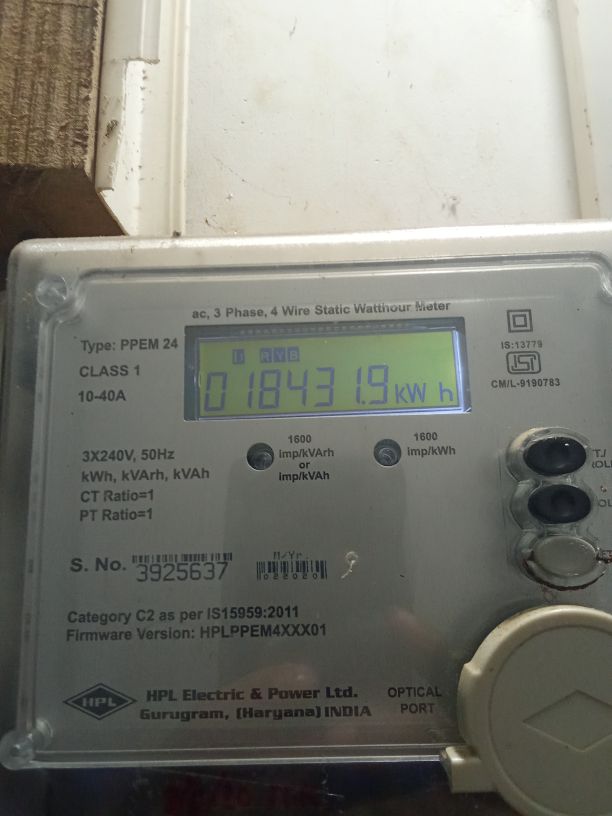 ac, 3 Phase, 4 Wire Static Watthour Meter
Type: PPEM 24
CLASS 1
10-40A
R Y B
018431.9 kW h
IS:13779
ISI
CM/L-9190783
3X240V, 50Hz
kWh, kVArh, kVAh
CT Ratio=1
PT Ratio=1
1600
imp/kVArh
or
imp/kVAh
1600
imp/kWh
S. No. 3925637
M/Yr.
022020
Category C2 as per IS15959:2011
Firmware Version: HPLPPEM4XXX01
HPL
HPL Electric & Power Ltd.
Gurugram, (Haryana) INDIA
OPTICAL
PORT